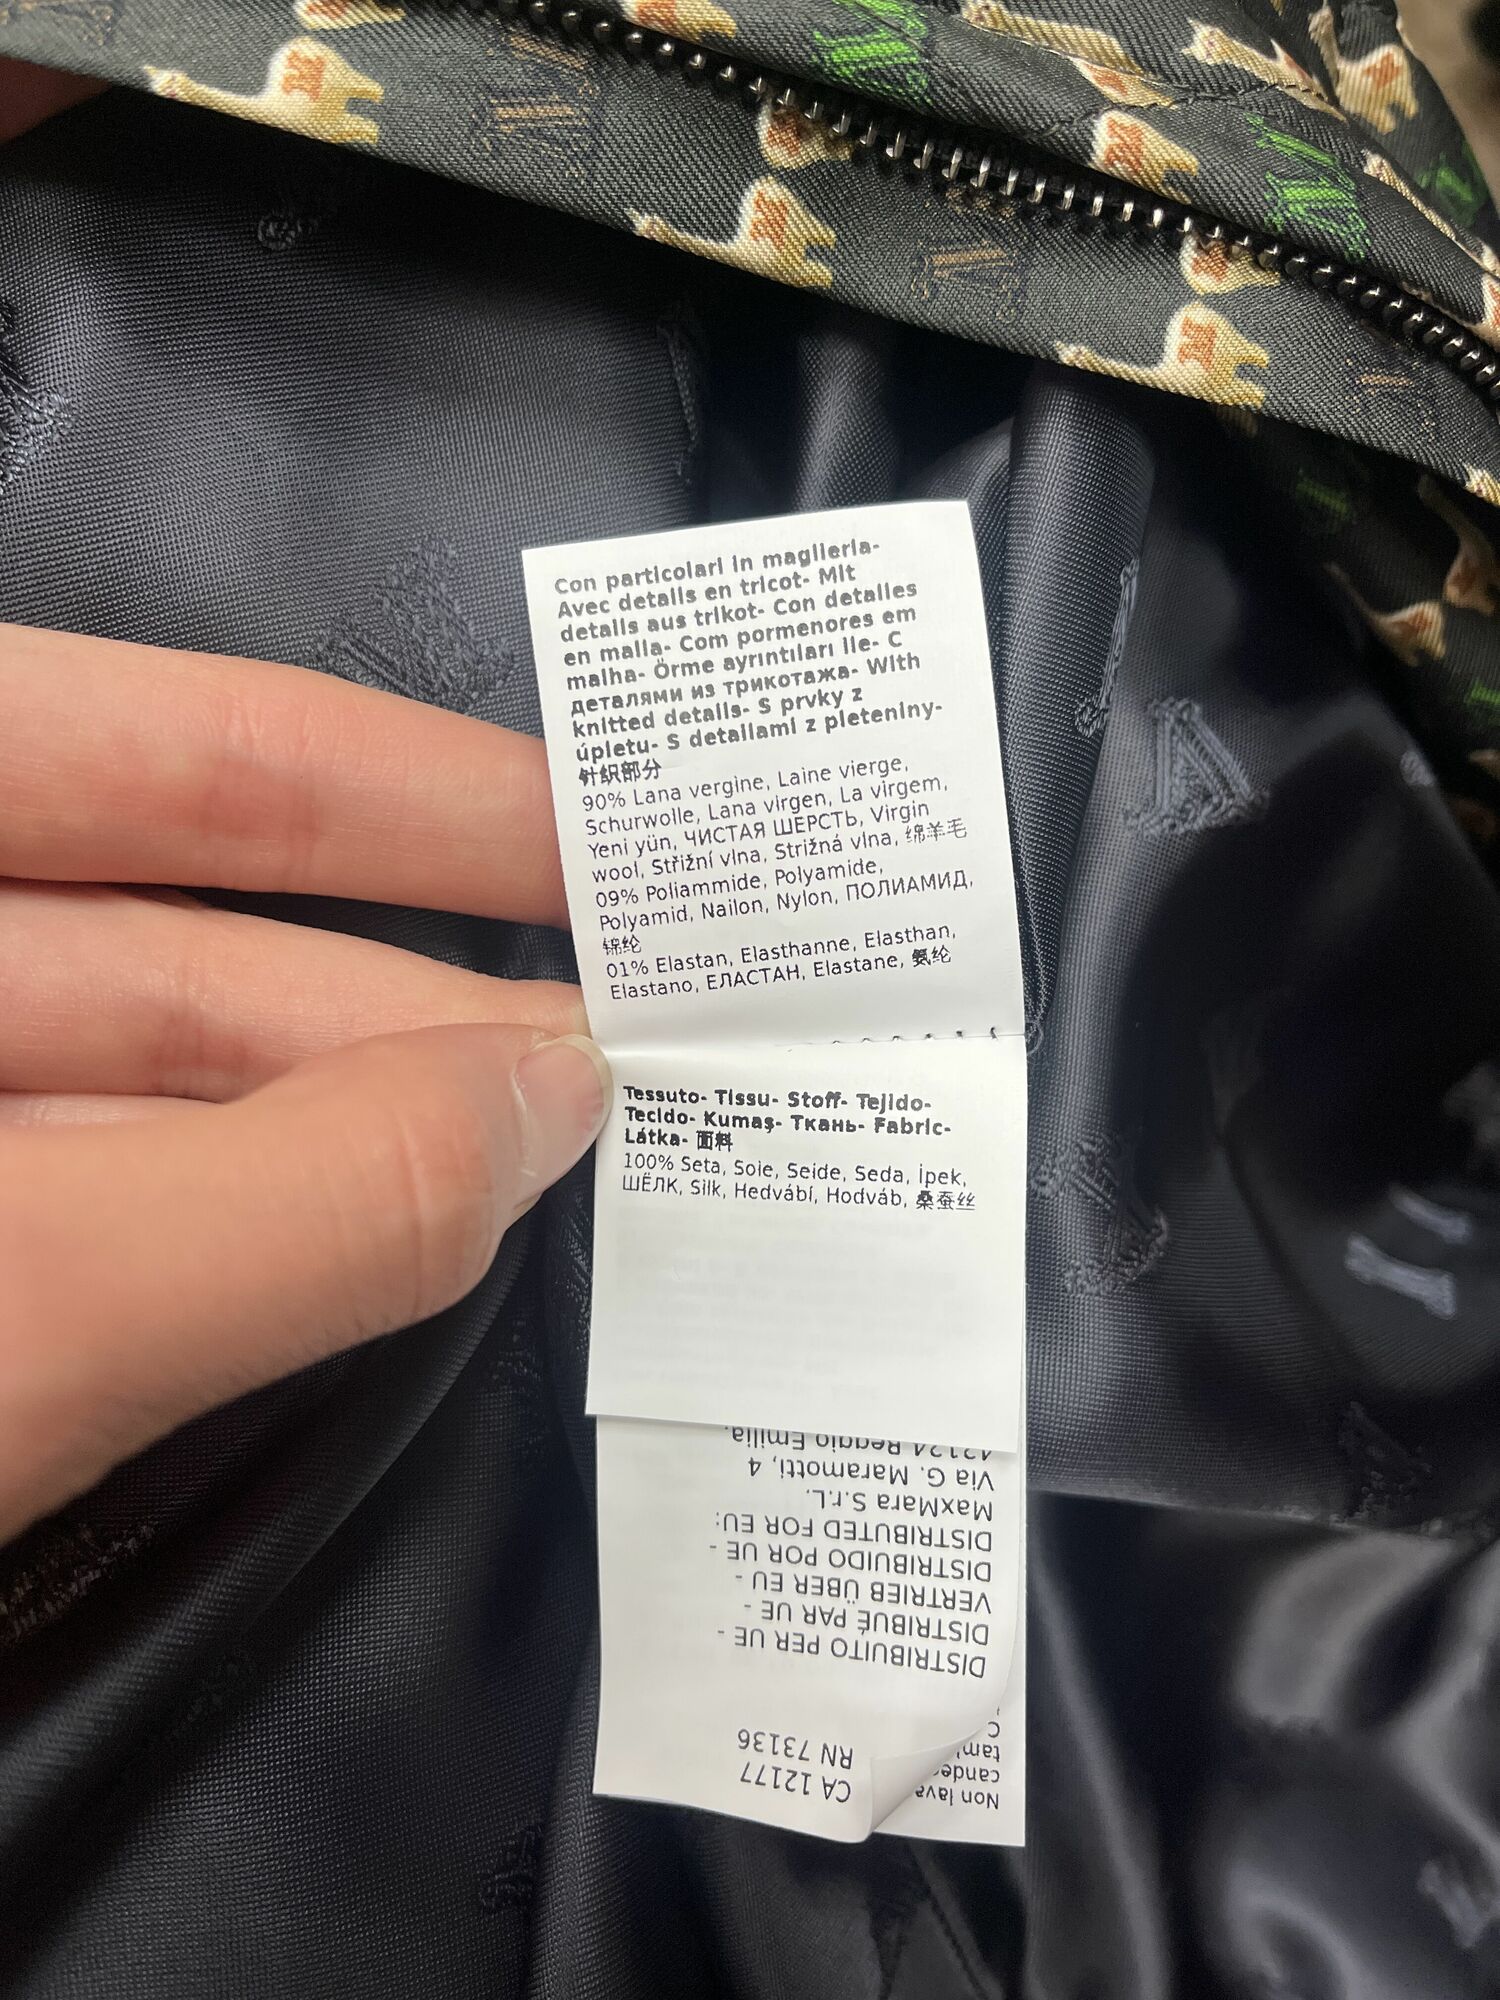 Con particolari in maglieria-
Avec details en tricot- Mit
details aus trikot- Con detalles
en malla- Com pormenores em
malha- Örme ayrıntıları ile- C
деталями из трикотажа- With
knitted details- S prvky z
úpletu- S detailami z pleteniny-
针织部分
90% Lana vergine, Laine vierge,
Schurwolle, Lana virgen, La virgem,
Yeni yün, ЧИСТАЯ ШЕРСТЬ, Virgin
wool, Střižní vlna, Strižná vlna, 绵羊毛
09% Poliammide, Polyamide,
Polyamid, Nailon, Nylon, ПОЛИАМИД,
锦纶
01% Elastan, Elasthanne, Elasthan,
Elastano, ЕЛАСТАН, Elastane, 氨纶
Tessuto- Tissu- Stoff- Tejido-
Tecido- Kumaş- Ткань- Fabric-
Látka- 面料
100% Seta, Soie, Seide, Seda, İpek,
ШЁЛК, Silk, Hedvábí, Hodváb, 桑蚕丝
CA 12177
RN 73136
DISTRIBUITO PER UE -
DISTRIBUÉ PAR UE -
VERTRIEB ÜBER EU -
DISTRIBUIDO POR UE -
DISTRIBUTED FOR EU:
MaxMara S.r.L.
Via G. Maramotti, 4
42124 Reggio Emilia.
Non